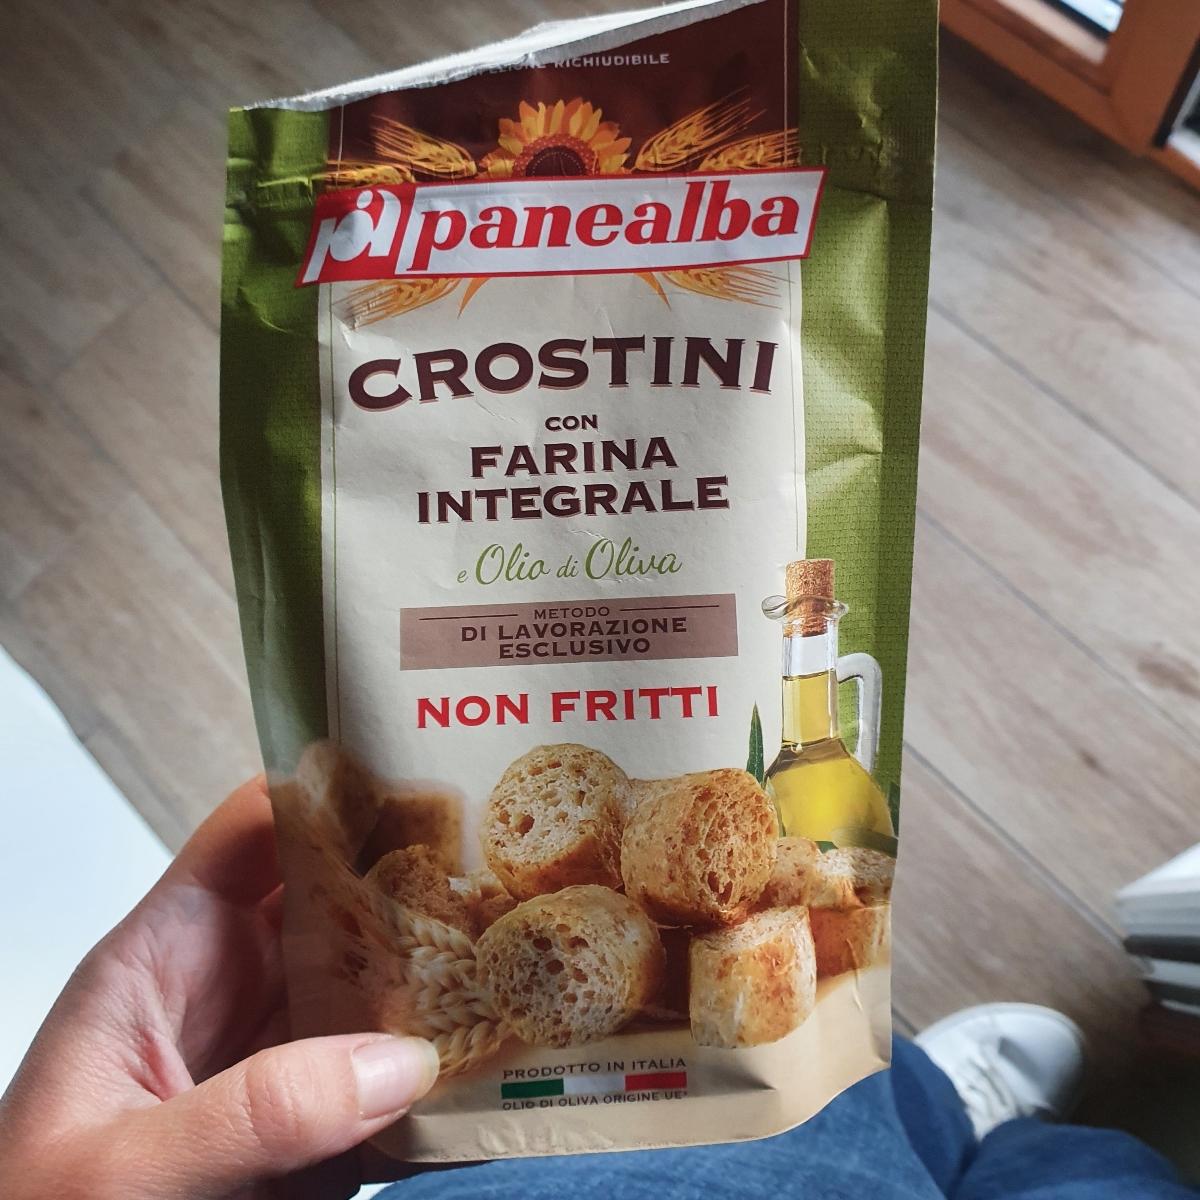 RICHIUDIBILE
panealba
CROSTINI
CON
FARINA
INTEGRALE
e Olio di Oliva
METODO
DI LAVORAZIONE
ESCLUSIVO
NON FRITTI
PRODOTTO IN ITALIA
OLIO DI OLIVA ORIGINE UE*